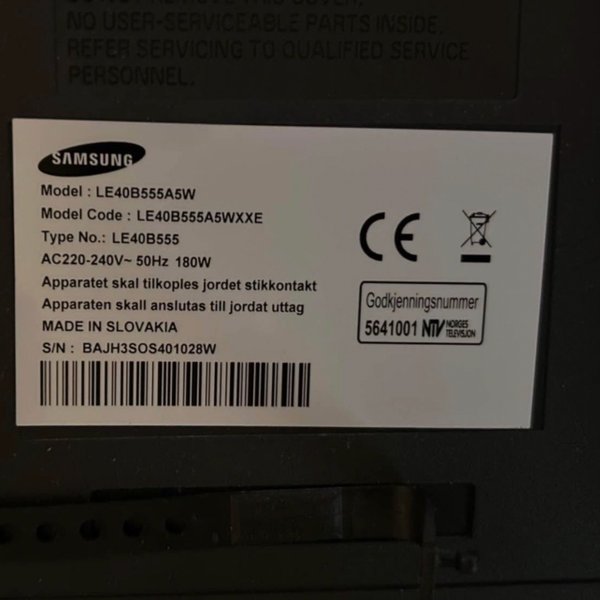 NO USER-SERVICEABLE PARTS INSIDE.
REFER SERVICING TO QUALIFIED SERVICE
PERSONNEL.
SAMSUNG
Model : LE40B555A5W
Model Code : LE40B555A5WXXE
Type No.: LE40B555
AC220-240V~ 50Hz 180W
Apparatet skal tilkoples jordet stikkontakt
Apparaten skall anslutas till jordat uttag
MADE IN SLOVAKIA
S/N : BAJH3SOS401028W
CE
Godkjenningsnummer
5641001 NTV NORGES
TELEVISJON